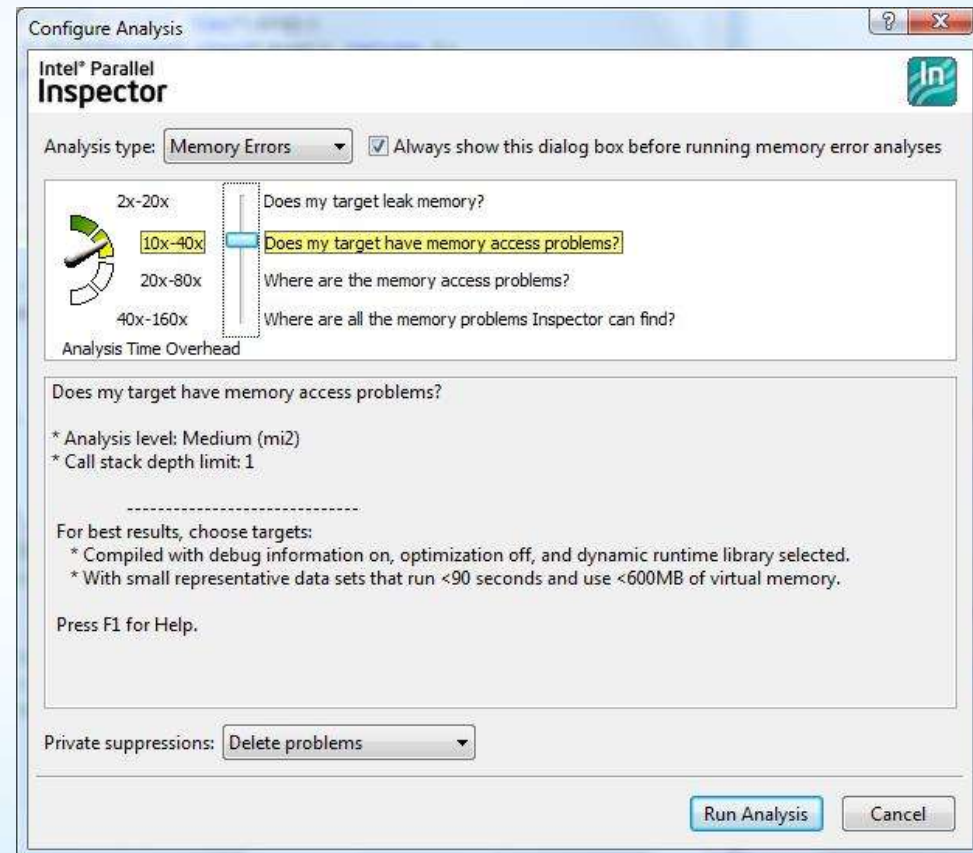 Configure Analysis
Intel® Parallel
Inspector
In
Analysis type: Memory Errors Always show this dialog box before running memory error analyses
2x-20x Does my target leak memory?
10x-40x Does my target have memory access problems?
20x-80x Where are the memory access problems?
40x-160x Where are all the memory problems Inspector can find?
Analysis Time Overhead
Does my target have memory access problems?
* Analysis level: Medium (mi2)
* Call stack depth limit: 1
------------------------------
For best results, choose targets:
* Compiled with debug information on, optimization off, and dynamic runtime library selected.
* With small representative data sets that run <90 seconds and use <600MB of virtual memory.
Press F1 for Help.
Private suppressions: Delete problems
Run Analysis Cancel